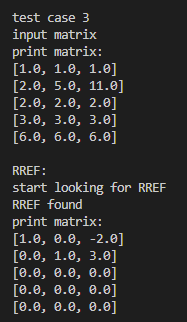 test case 3
input matrix
print matrix:
[1.0, 1.0, 1.0]
[2.0, 5.0, 11.0]
[2.0, 2.0, 2.0]
[3.0, 3.0, 3.0]
[6.0, 6.0, 6.0]
RREF:
start looking for RREF
RREF found
print matrix:
[1.0, 0.0, -2.0]
[0.0, 1.0, 3.0]
[0.0, 0.0, 0.0]
[0.0, 0.0, 0.0]
[0.0, 0.0, 0.0]